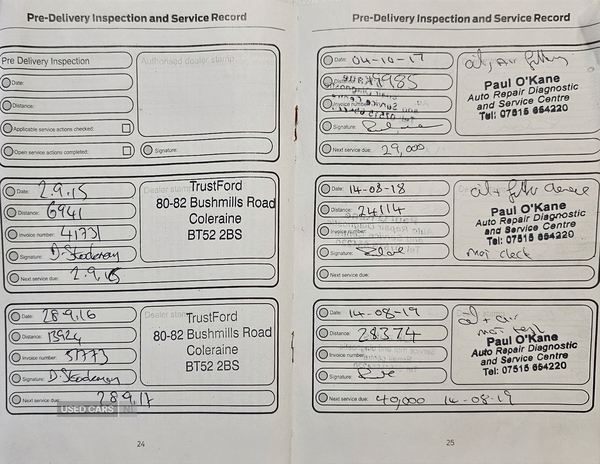 Pre-Delivery Inspection and Service Record
Pre Delivery Inspection
Authorised dealer stamp
Date:
Distance:
Applicable service actions checked:
Open service actions completed:
Signature:
Date: 2.9.15
Distance: 6941
Invoice number: 41731
Signature:
Next service due: 2.9.16
Dealer stamp
TrustFord
80-82 Bushmills Road
Coleraine
BT52 2BS
Date: 28.9.16
Distance: 13924
Invoice number: 51773
Signature:
Next service due: 28.9.17
TrustFord
80-82 Bushmills Road
Coleraine
BT52 2BS
USED CARS NI
24
Pre-Delivery Inspection and Service Record
Date: 04-10-17
Distance:
Invoice number:
Signature:
Next service due: 29,000
Paul O'Kane
Auto Repair Diagnostic
and Service Centre
Tel: 07515 654220
Date: 14-08-18
Distance: 24114
Invoice number:
Signature:
Next service due:
Paul O'Kane
Auto Repair Diagnostic
and Service Centre
Tel: 07515 654220
mot check
Date: 14-08-19
Distance: 28374
Invoice number:
Signature:
Next service due: 40,000 14-08-19
Paul O'Kane
Auto Repair Diagnostic
and Service Centre
Tel: 07515 654220
25